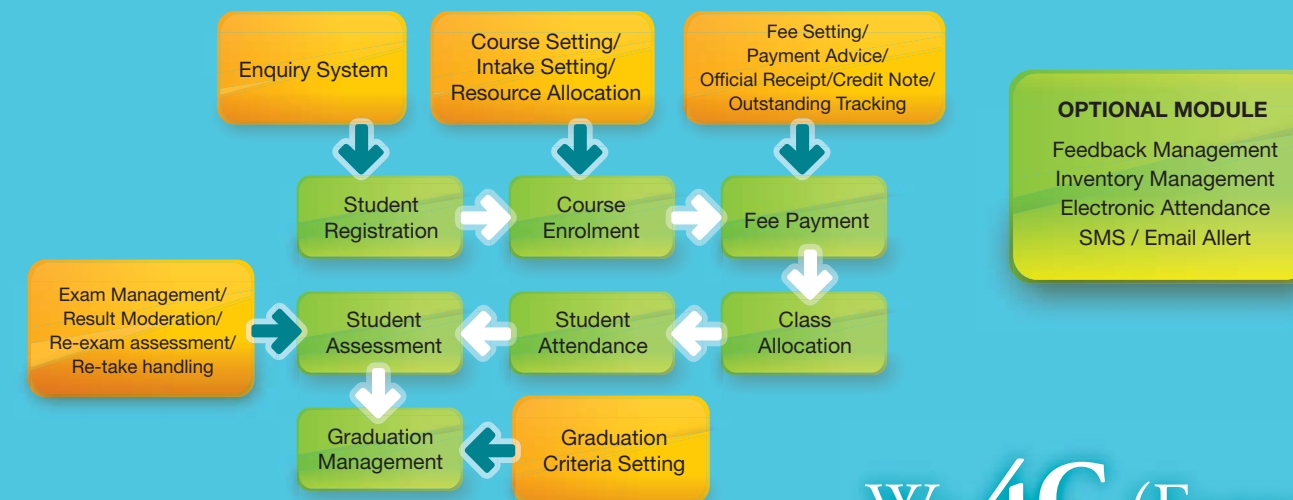 Enquiry System
Course Setting/
Intake Setting/
Resource Allocation
Fee Setting/
Payment Advice/
Official Receipt/Credit Note/
Outstanding Tracking
OPTIONAL MODULE
Feedback Management
Inventory Management
Electronic Attendance
SMS / Email Allert
Student
Registration
Course
Enrolment
Fee Payment
Exam Management/
Result Moderation/
Re-exam assessment/
Re-take handling
Student
Assessment
Student
Attendance
Class
Allocation
Graduation
Management
Graduation
Criteria Setting
4C